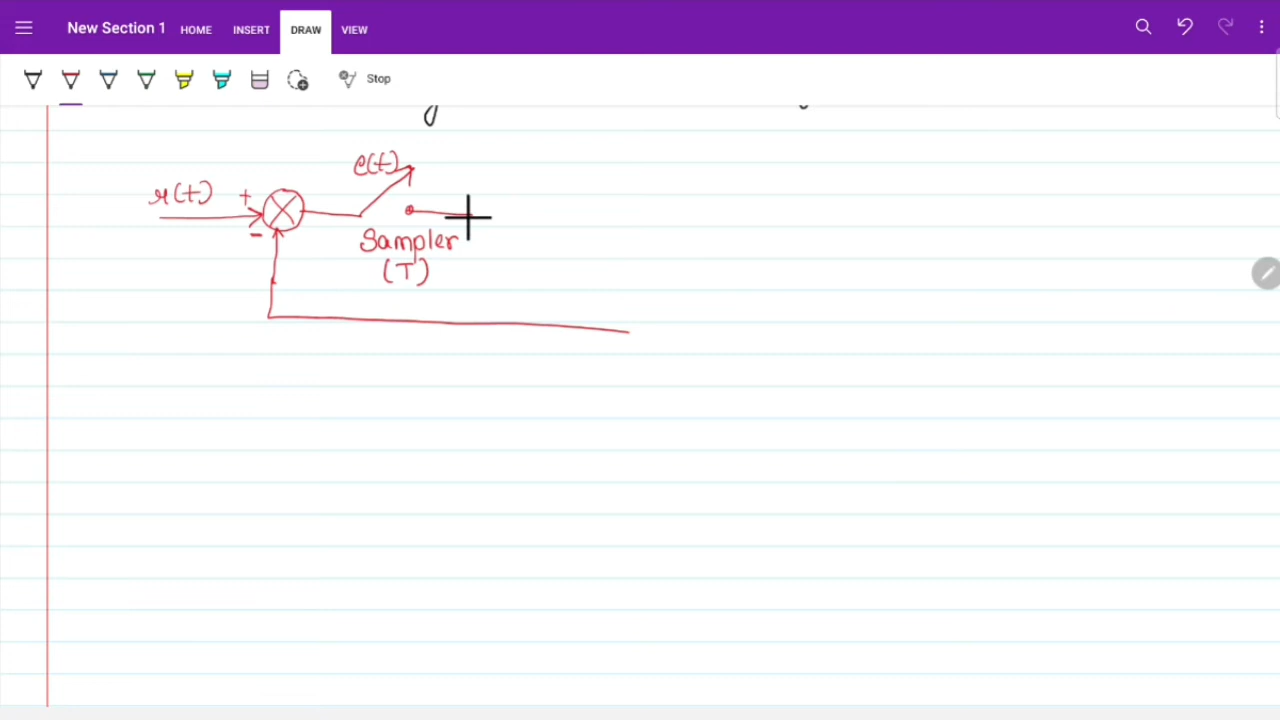 New Section 1 HOME INSERT DRAW VIEW
Stop
e(t)
r(t) +
-
Sampler
(T)